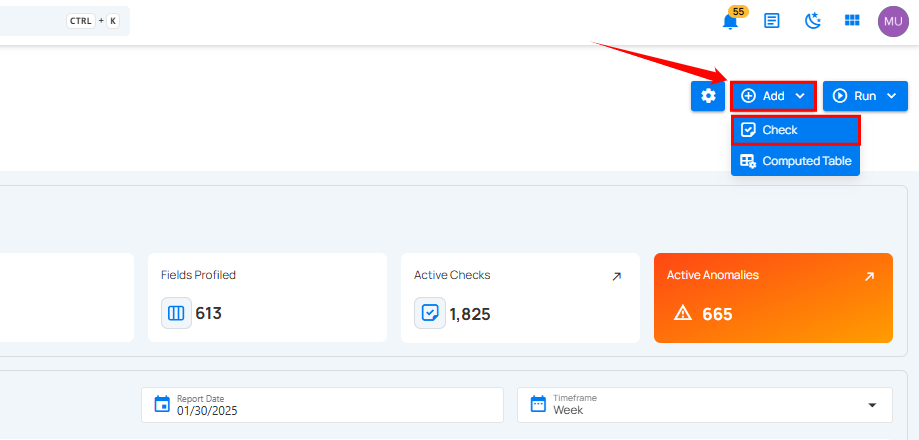 CTRL + K
55
MU
Add
Run
Check
Computed Table
Fields Profiled
613
Active Checks
1,825
Active Anomalies
665
Report Date
01/30/2025
Timeframe
Week